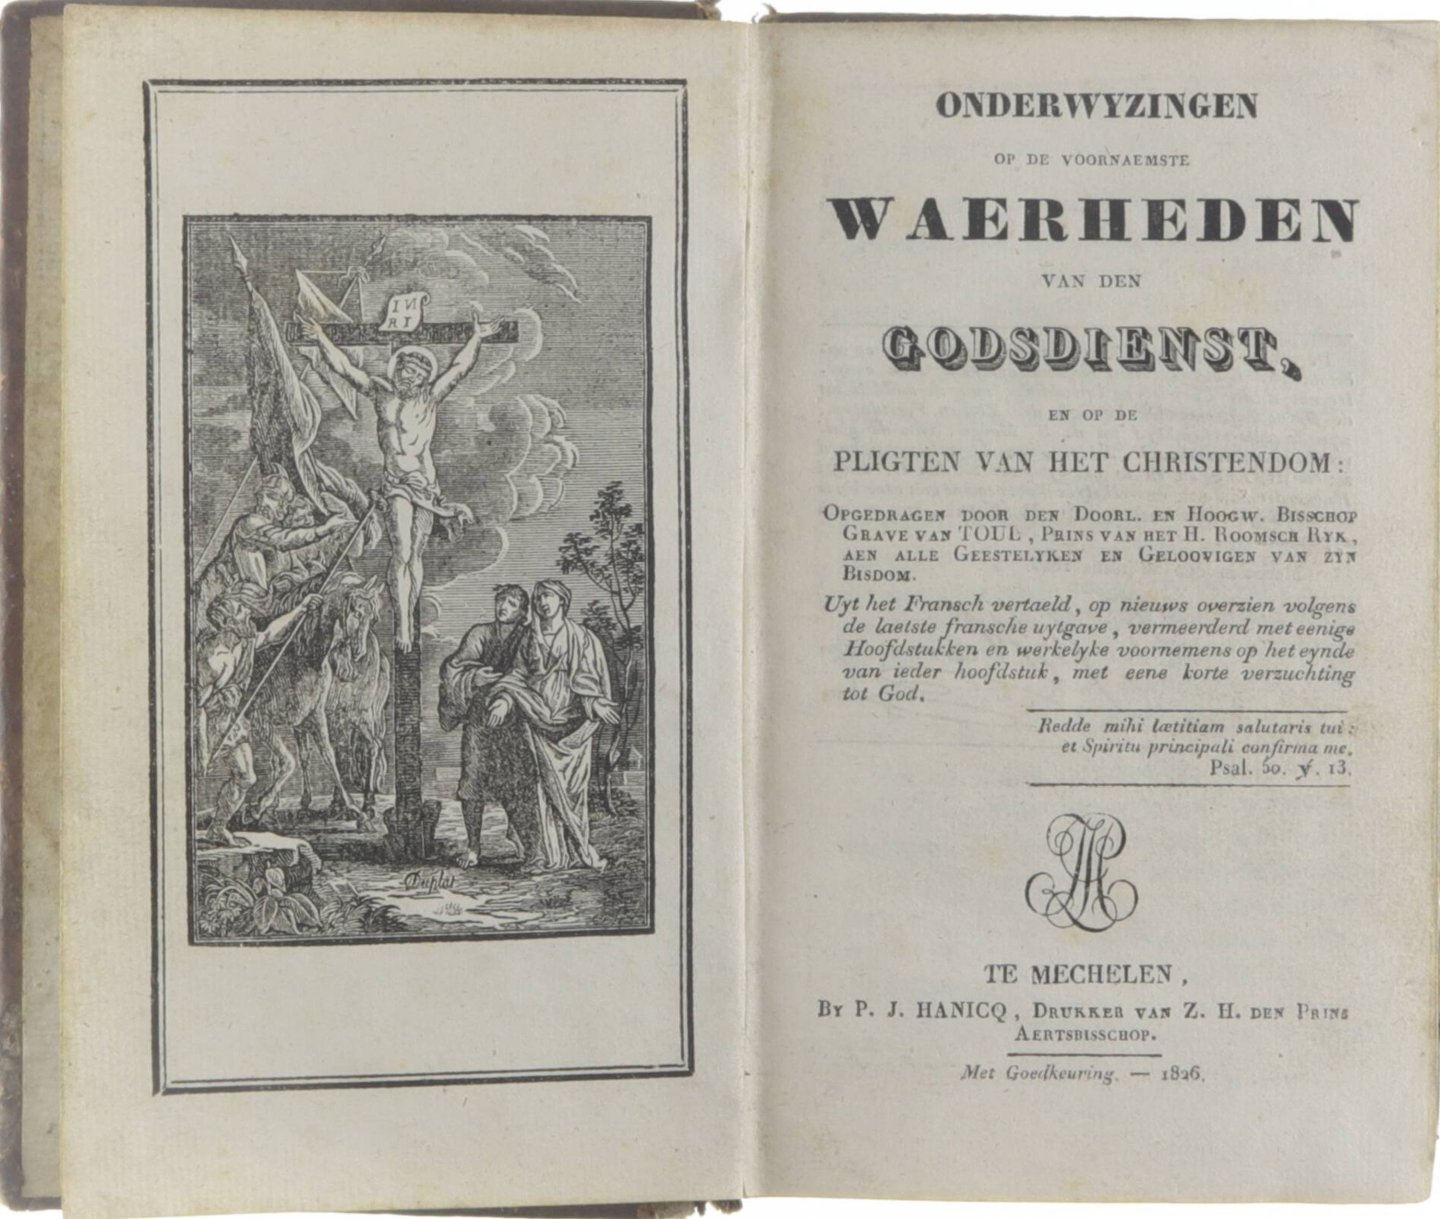 IN
RI
Duplat
ONDERWYZINGEN
OP DE VOORNAEMSTE
WAERHEDEN
VAN DEN
GODSDIENST,
EN OP DE
PLIGTEN VAN HET CHRISTENDOM:
OPGEDRAGEN DOOR DEN DOORL. EN HOOGW. BISSCHOP
GRAVE VAN TOUL, PRINS VAN HET H. ROOMSCH RYK,
AEN ALLE GEESTELYKEN EN GELOOVIGEN VAN ZYN
BISDOM.
Uyt het Fransch vertaeld, op nieuws overzien volgens
de laetste fransche uytgave, vermeerderd met eenige
Hoofdstukken en werkelyke voornemens op het eynde
van ieder hoofdstuk, met eene korte verzuchting
tot God.
Redde mihi lætitiam salutaris tui:
et Spiritu principali confirma me.
Psal. 50. ℣. 13.
TE MECHELEN,
BY P. J. HANICQ, DRUKKER VAN Z. H. DEN PRINS
AERTSBISSCHOP.
Met Goedkeuring. — 1826.